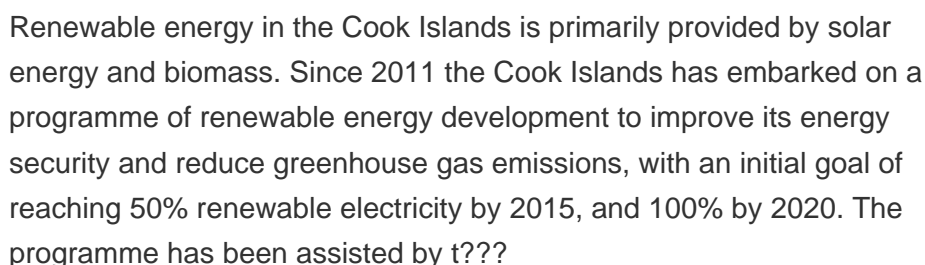 Renewable energy in the Cook Islands is primarily provided by solar
energy and biomass. Since 2011 the Cook Islands has embarked on a
programme of renewable energy development to improve its energy
security and reduce greenhouse gas emissions, with an initial goal of
reaching 50% renewable electricity by 2015, and 100% by 2020. The
programme has been assisted by t???